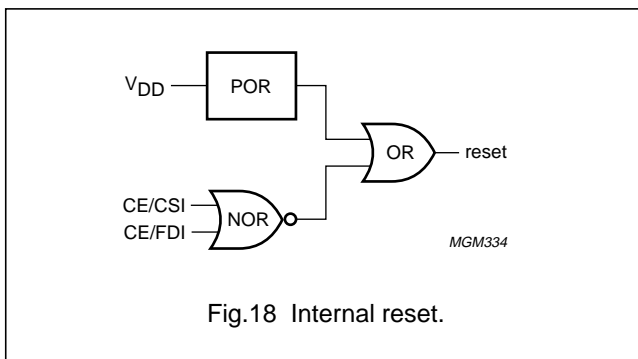 VDD
POR
OR
reset
CE/CSI
CE/FDI
NOR
MGM334
Fig.18 Internal reset.